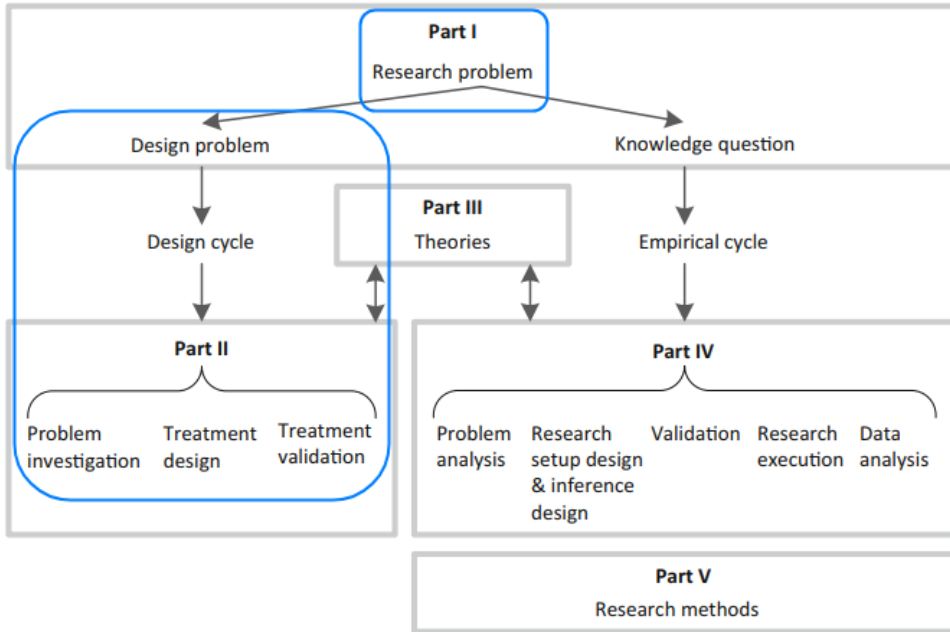 Part I
Research problem
Design problem
Knowledge question
Part III
Theories
Design cycle
Empirical cycle
Part II
Problem
investigation
Treatment
design
Treatment
validation
Part IV
Problem
analysis
Research
setup design
& inference
design
Validation
Research
execution
Data
analysis
Part V
Research methods